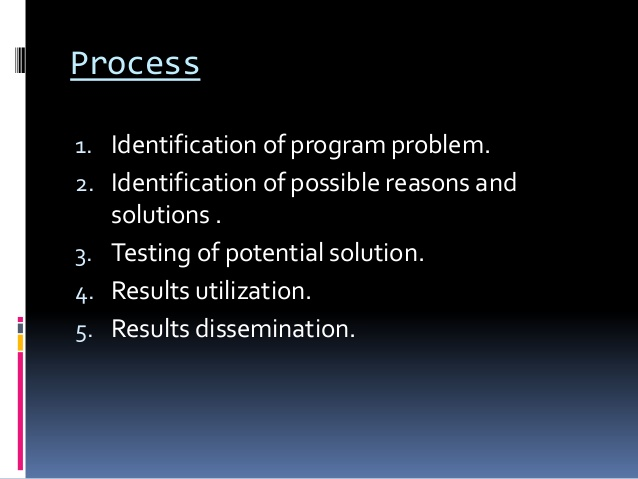 Process
1. Identification of program problem.
2. Identification of possible reasons and
solutions .
3. Testing of potential solution.
4. Results utilization.
5. Results dissemination.